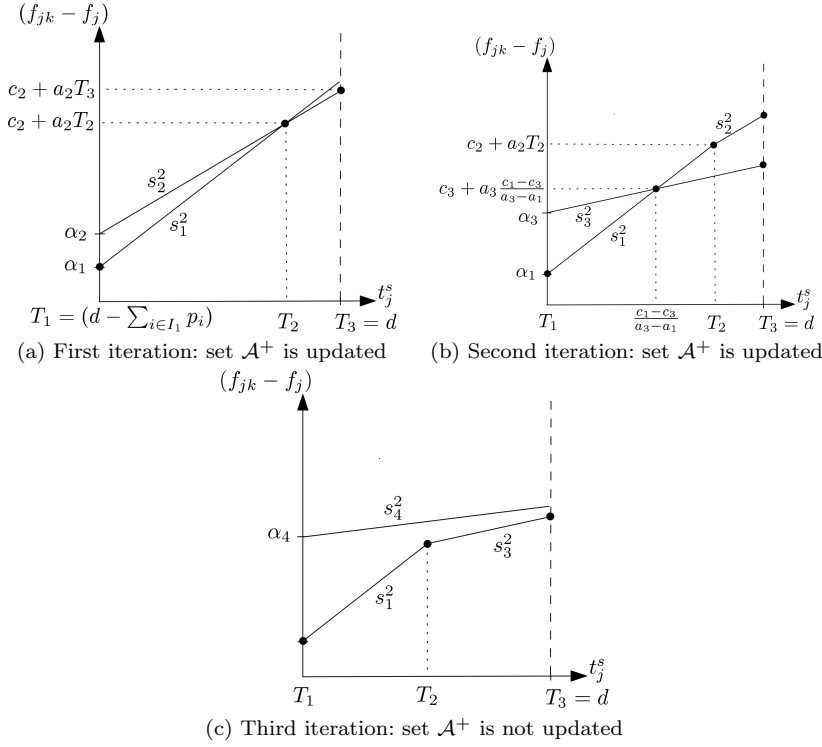 (f_{jk} − f_j)
c_2 + a_2T_3
c_2 + a_2T_2
s_2^2
s_1^2
α_2
α_1
t_j^s
T_1 = (d − ∑_{i∈I_1} p_i)
T_2
T_3 = d
(a) First iteration: set 𝒜^+ is updated
(f_{jk} − f_j)
s_2^2
c_2 + a_2T_2
c_3 + a_3 \frac{c_1−c_3}{a_3−a_1}
α_3
s_3^2
s_1^2
α_1
t_j^s
T_1
\frac{c_1−c_3}{a_3−a_1}
T_2
T_3 = d
(b) Second iteration: set 𝒜^+ is updated
(f_{jk} − f_j)
s_4^2
α_4
s_3^2
s_1^2
t_j^s
T_1
T_2
T_3 = d
(c) Third iteration: set 𝒜^+ is not updated